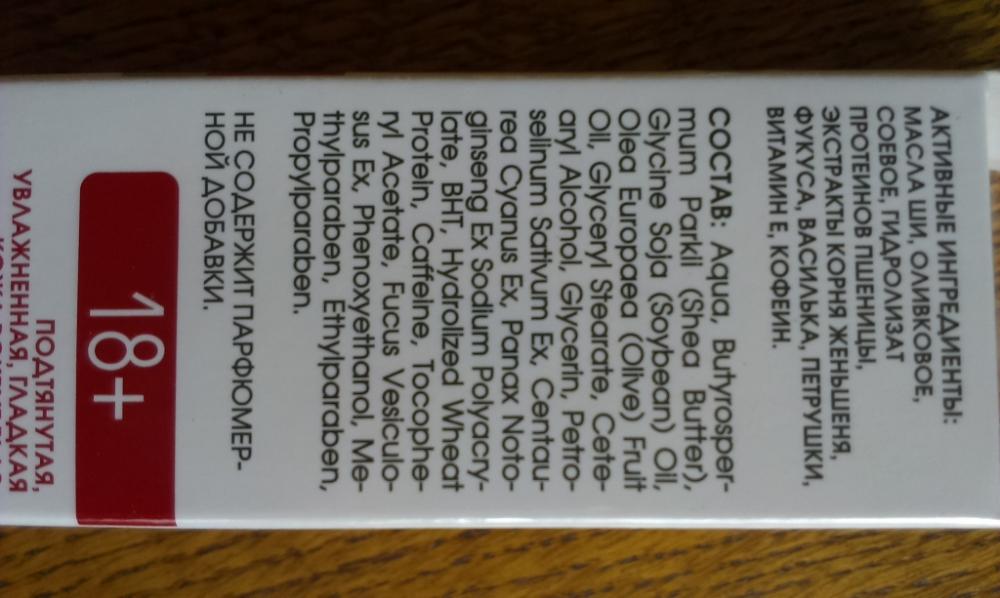 АКТИВНЫЕ ИНГРЕДИЕНТЫ:
МАСЛА ШИ, ОЛИВКОВОЕ,
СОЕВОЕ, ГИДРОЛИЗАТ
ПРОТЕИНОВ ПШЕНИЦЫ,
ЭКСТРАКТЫ КОРНЯ ЖЕНЬШЕНЯ,
ФУКУСА, ВАСИЛЬКА, ПЕТРУШКИ,
ВИТАМИН Е, КОФЕИН.
СОСТАВ: Aqua, Butyrosper-
mum Parkii (Shea Butter),
Glycine Soja (Soybean) Oil,
Olea Europaea (Olive) Fruit
Oil, Glyceryl Stearate, Cete-
aryl Alcohol, Glycerin, Petro-
selinum Sativum Ex, Centau-
rea Cyanus Ex, Panax Noto-
ginseng Ex Sodium Polyacry-
late, BHT, Hydrolized Wheat
Protein, Caffeine, Tocophe-
ryl Acetate, Fucus Vesiculo-
sus Ex, Phenoxyethanol, Me-
thylparaben, Ethylparaben,
Propylparaben.
НЕ СОДЕРЖИТ ПАРФЮМЕР-
НОЙ ДОБАВКИ.
18+
ПОДТЯНУТАЯ,
УВЛАЖНЕННАЯ, ГЛАДКАЯ